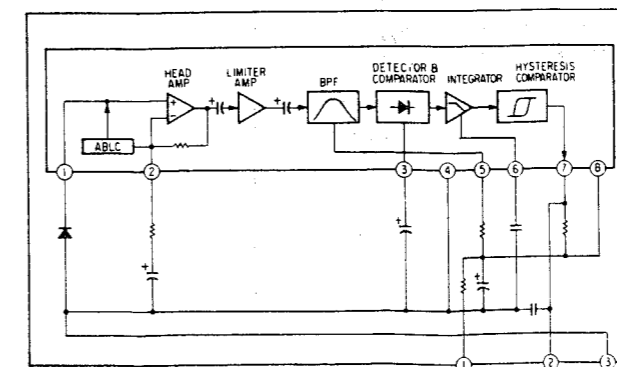 HEAD AMP
LIMITER AMP
BPF
DETECTOR & COMPARATOR
INTEGRATOR
HYSTERESIS COMPARATOR
+
−
+
+
ABLC
1
2
3
4
5
6
7
8
+
+
+
1
2
3